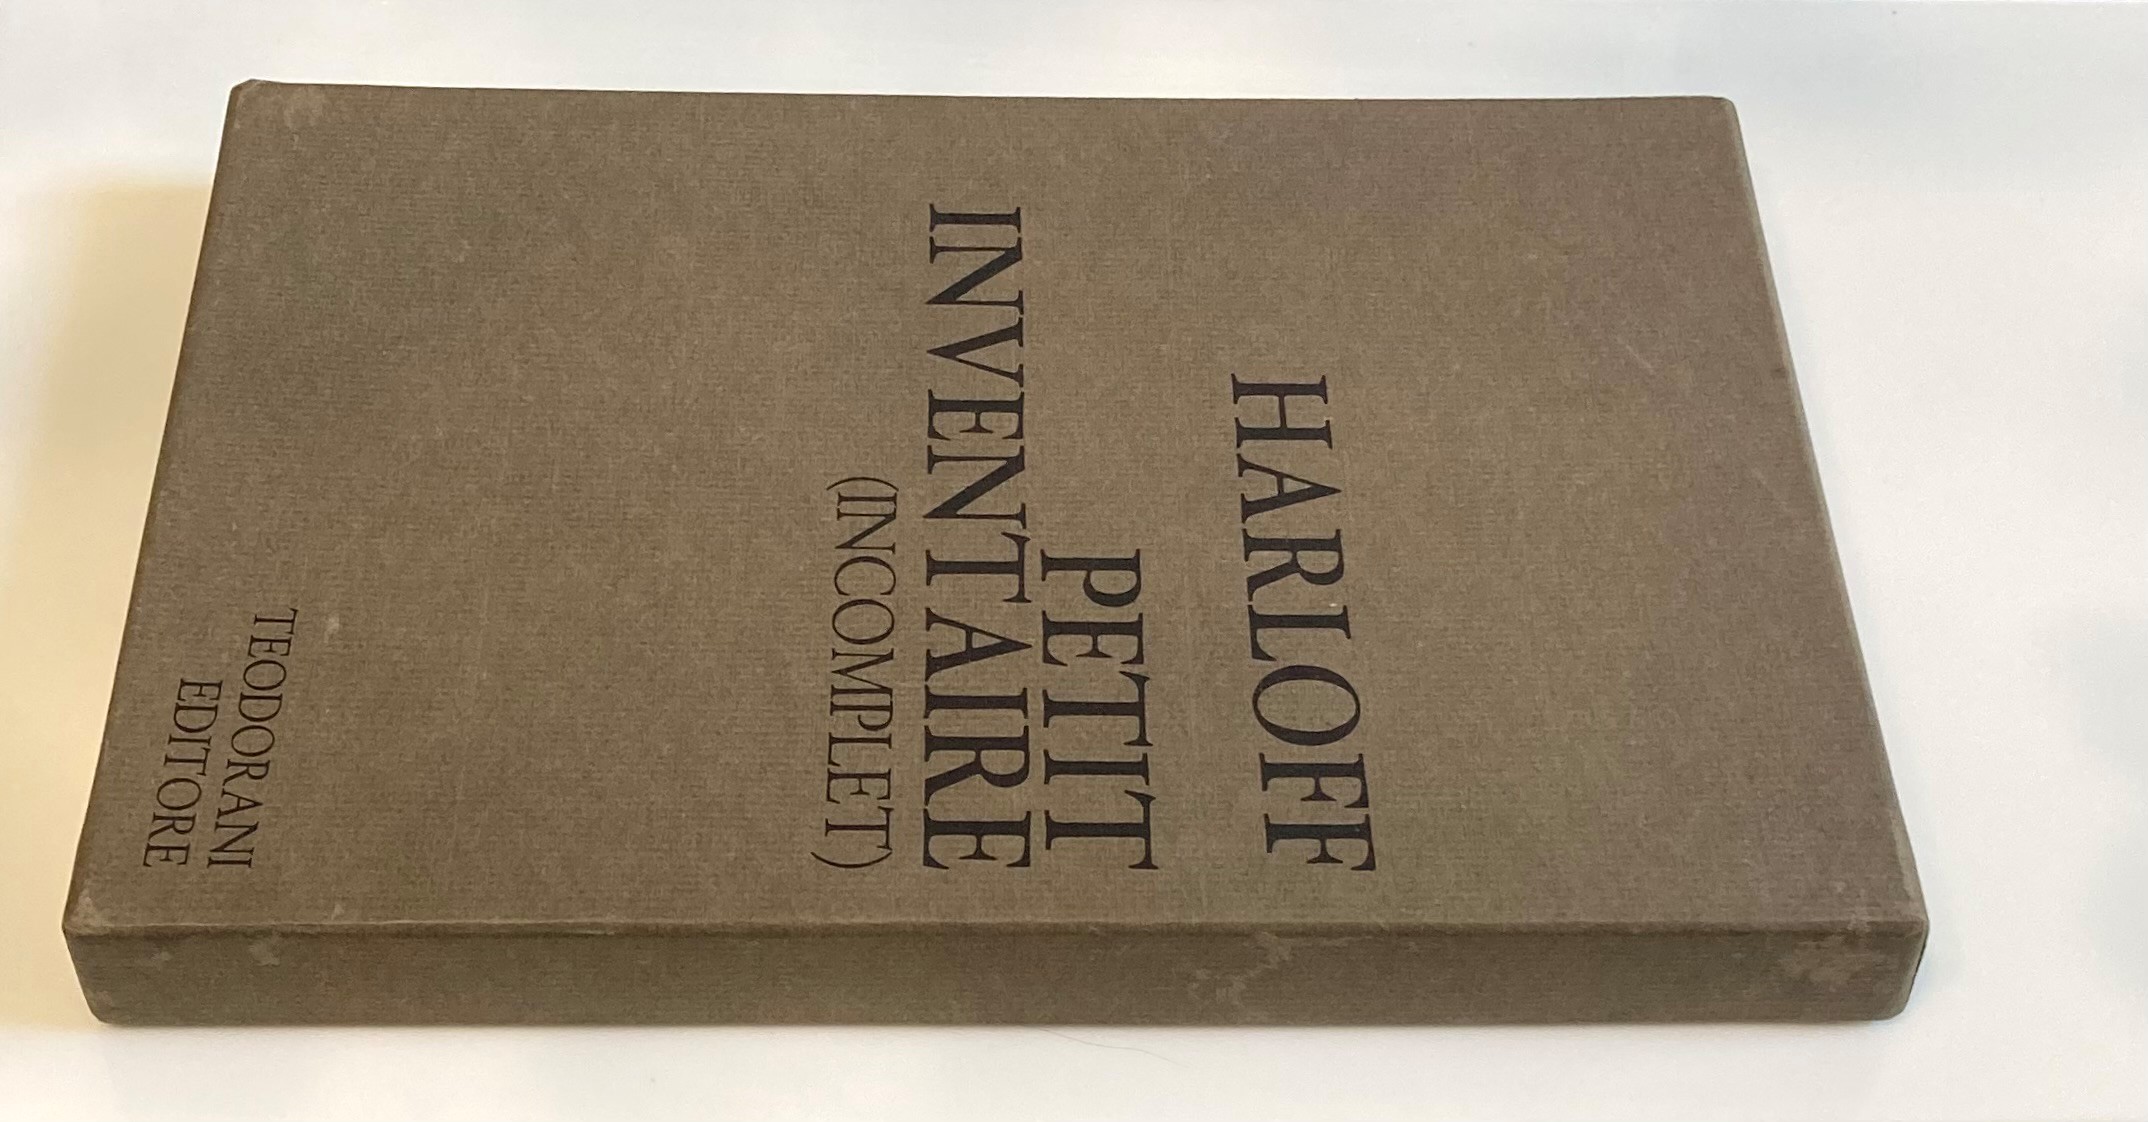 HARLOFF
PETIT
INVENTAIRE
(INCOMPLET)
TEODORANI
EDITORE